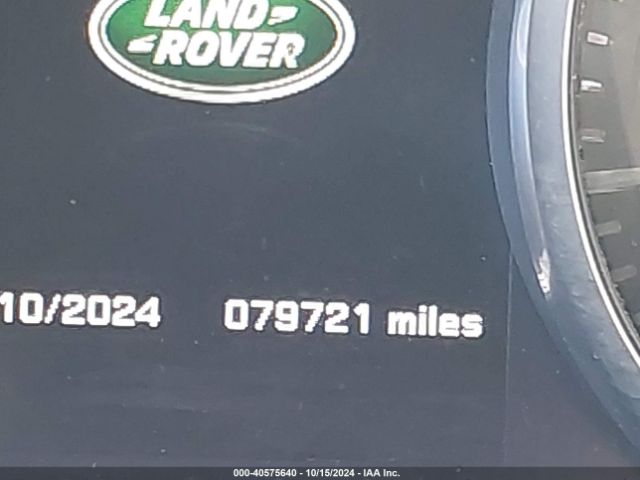 LAND
ROVER
10/2024 079721 miles
000-40575640 - 10/15/2024 - IAA Inc.